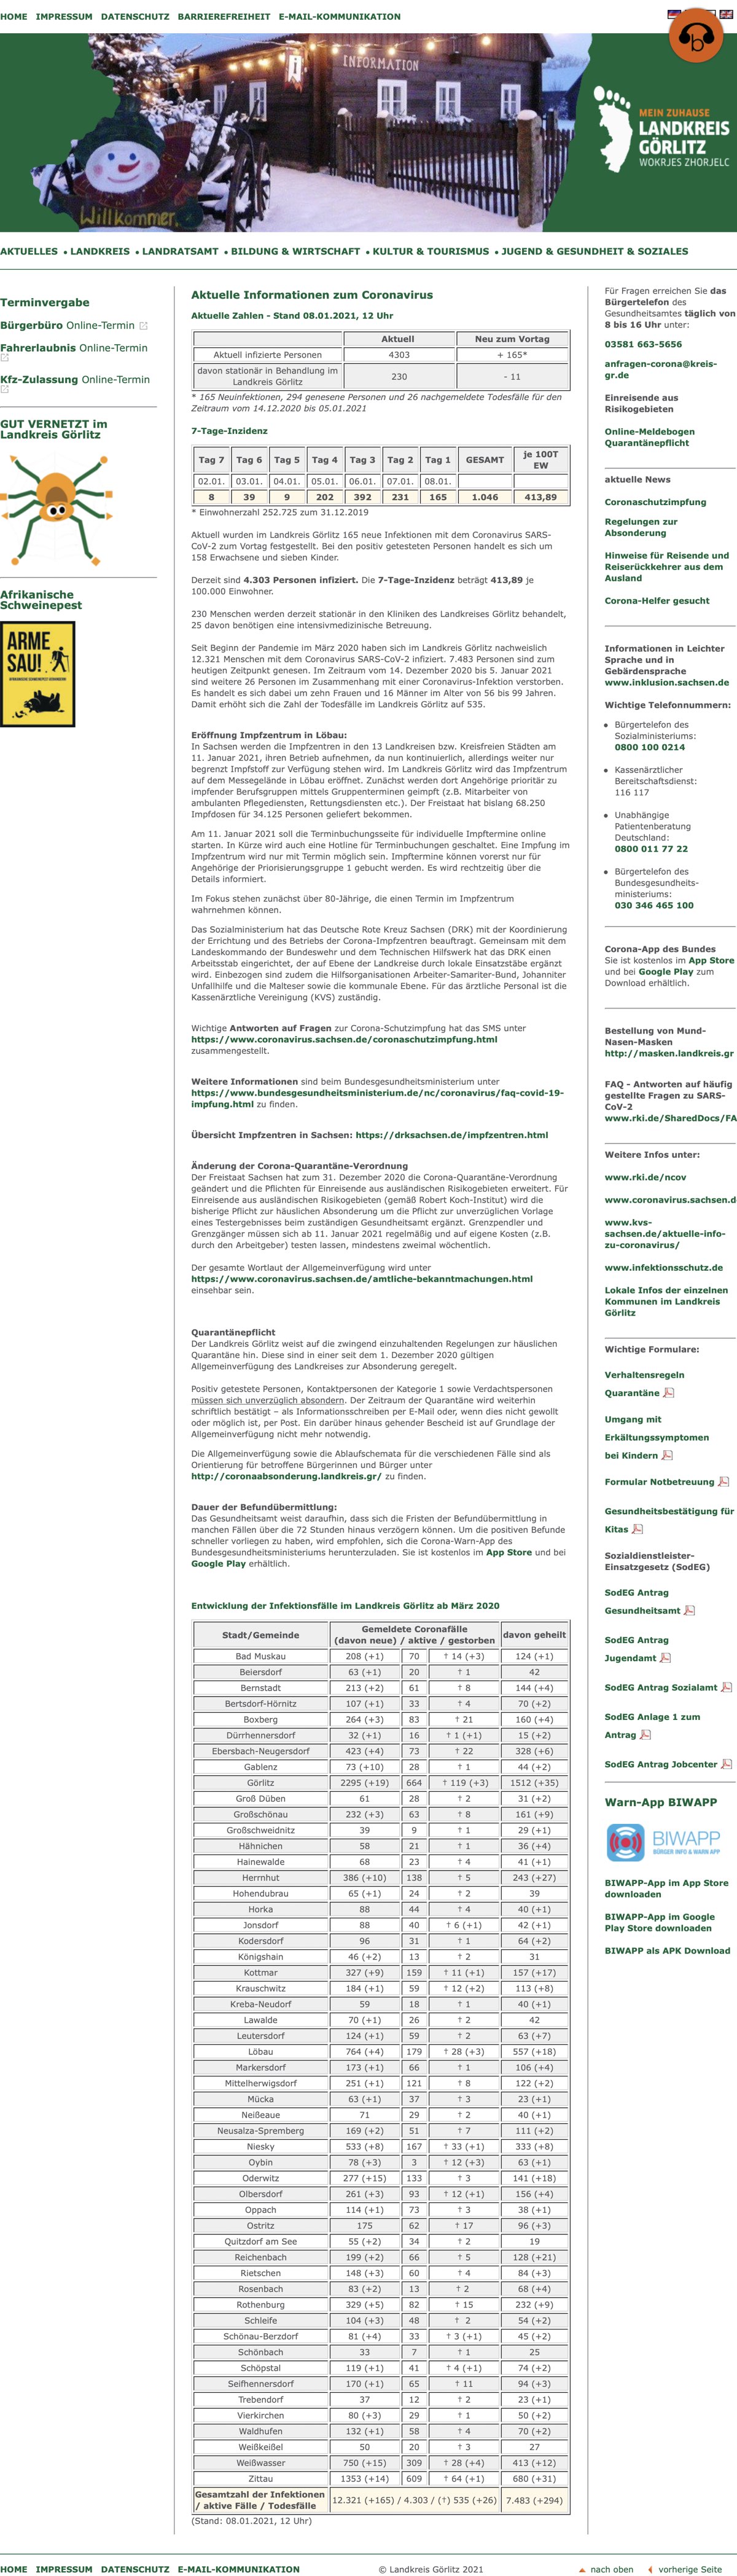 HOME IMPRESSUM DATENSCHUTZ BARRIEREFREIHEIT E-MAIL-KOMMUNIKATION
INFORMATION
i
Willkommen
MEIN ZUHAUSE
LANDKREIS
GÖRLITZ
WOKRJES ZHORJELC
AKTUELLES • LANDKREIS • LANDRATSAMT • BILDUNG & WIRTSCHAFT • KULTUR & TOURISMUS • JUGEND & GESUNDHEIT & SOZIALES
Terminvergabe
Bürgerbüro Online-Termin
Fahrerlaubnis Online-Termin
Kfz-Zulassung Online-Termin
GUT VERNETZT im
Landkreis Görlitz
Afrikanische
Schweinepest
ARME
SAU!
Aktuelle Informationen zum Coronavirus
Aktuelle Zahlen - Stand 08.01.2021, 12 Uhr
Aktuell Neu zum Vortag
Aktuell infizierte Personen 4303 + 165*
davon stationär in Behandlung im
Landkreis Görlitz 230 - 11
* 165 Neuinfektionen, 294 genesene Personen und 26 nachgemeldete Todesfälle für den
Zeitraum vom 14.12.2020 bis 05.01.2021
7-Tage-Inzidenz
Tag 7 Tag 6 Tag 5 Tag 4 Tag 3 Tag 2 Tag 1 GESAMT je 100T
EW
02.01. 03.01. 04.01. 05.01. 06.01. 07.01. 08.01.
8 39 9 202 392 231 165 1.046 413,89
* Einwohnerzahl 252.725 zum 31.12.2019
Aktuell wurden im Landkreis Görlitz 165 neue Infektionen mit dem Coronavirus SARS-
CoV-2 zum Vortag festgestellt. Bei den positiv getesteten Personen handelt es sich um
158 Erwachsene und sieben Kinder.
Derzeit sind 4.303 Personen infiziert. Die 7-Tage-Inzidenz beträgt 413,89 je
100.000 Einwohner.
230 Menschen werden derzeit stationär in den Kliniken des Landkreises Görlitz behandelt,
25 davon benötigen eine intensivmedizinische Betreuung.
Seit Beginn der Pandemie im März 2020 haben sich im Landkreis Görlitz nachweislich
12.321 Menschen mit dem Coronavirus SARS-CoV-2 infiziert. 7.483 Personen sind zum
heutigen Zeitpunkt genesen. Im Zeitraum vom 14. Dezember 2020 bis 5. Januar 2021
sind weitere 26 Personen im Zusammenhang mit einer Coronavirus-Infektion verstorben.
Es handelt es sich dabei um zehn Frauen und 16 Männer im Alter von 56 bis 99 Jahren.
Damit erhöht sich die Zahl der Todesfälle im Landkreis Görlitz auf 535.
Eröffnung Impfzentrum in Löbau:
In Sachsen werden die Impfzentren in den 13 Landkreisen bzw. Kreisfreien Städten am
11. Januar 2021, ihren Betrieb aufnehmen, da nun kontinuierlich, allerdings weiter nur
begrenzt Impfstoff zur Verfügung stehen wird. Im Landkreis Görlitz wird das Impfzentrum
auf dem Messegelände in Löbau eröffnet. Zunächst werden dort Angehörige prioritär zu
impfender Berufsgruppen mittels Gruppenterminen geimpft (z.B. Mitarbeiter von
ambulanten Pflegediensten, Rettungsdiensten etc.). Der Freistaat hat bislang 68.250
Impfdosen für 34.125 Personen geliefert bekommen.
Am 11. Januar 2021 soll die Terminbuchungsseite für individuelle Impftermine online
starten. In Kürze wird auch eine Hotline für Terminbuchungen geschaltet. Eine Impfung im
Impfzentrum wird nur mit Termin möglich sein. Impftermine können vorerst nur für
Angehörige der Priorisierungsgruppe 1 gebucht werden. Es wird rechtzeitig über die
Details informiert.
Im Fokus stehen zunächst über 80-Jährige, die einen Termin im Impfzentrum
wahrnehmen können.
Das Sozialministerium hat das Deutsche Rote Kreuz Sachsen (DRK) mit der Koordinierung
der Errichtung und des Betriebs der Corona-Impfzentren beauftragt. Gemeinsam mit dem
Landeskommando der Bundeswehr und dem Technischen Hilfswerk hat das DRK einen
Arbeitsstab eingerichtet, der auf Ebene der Landkreise durch lokale Einsatzstäbe ergänzt
wird. Einbezogen sind zudem die Hilfsorganisationen Arbeiter-Samariter-Bund, Johanniter
Unfallhilfe und die Malteser sowie die kommunale Ebene. Für das ärztliche Personal ist die
Kassenärztliche Vereinigung (KVS) zuständig.
Wichtige Antworten auf Fragen zur Corona-Schutzimpfung hat das SMS unter
https://www.coronavirus.sachsen.de/coronaschutzimpfung.html
zusammengestellt.
Weitere Informationen sind beim Bundesgesundheitsministerium unter
https://www.bundesgesundheitsministerium.de/nc/coronavirus/faq-covid-19-
impfung.html zu finden.
Übersicht Impfzentren in Sachsen: https://drksachsen.de/impfzentren.html
Änderung der Corona-Quarantäne-Verordnung
Der Freistaat Sachsen hat zum 31. Dezember 2020 die Corona-Quarantäne-Verordnung
geändert und die Pflichten für Einreisende aus ausländischen Risikogebieten erweitert. Für
Einreisende aus ausländischen Risikogebieten (gemäß Robert Koch-Institut) wird die
bisherige Pflicht zur häuslichen Absonderung um die Pflicht zur unverzüglichen Vorlage
eines Testergebnisses beim zuständigen Gesundheitsamt ergänzt. Grenzpendler und
Grenzgänger müssen sich ab 11. Januar 2021 regelmäßig und auf eigene Kosten (z.B.
durch den Arbeitgeber) testen lassen, mindestens zweimal wöchentlich.
Der gesamte Wortlaut der Allgemeinverfügung wird unter
https://www.coronavirus.sachsen.de/amtliche-bekanntmachungen.html
einsehbar sein.
Quarantänepflicht
Der Landkreis Görlitz weist auf die zwingend einzuhaltenden Regelungen zur häuslichen
Quarantäne hin. Diese sind in einer seit dem 1. Dezember 2020 gültigen
Allgemeinverfügung des Landkreises zur Absonderung geregelt.
Positiv getestete Personen, Kontaktpersonen der Kategorie 1 sowie Verdachtspersonen
müssen sich unverzüglich absondern. Der Zeitraum der Quarantäne wird weiterhin
schriftlich bestätigt – als Informationsschreiben per E-Mail oder, wenn dies nicht gewollt
oder möglich ist, per Post. Ein darüber hinaus gehender Bescheid ist auf Grundlage der
Allgemeinverfügung nicht mehr notwendig.
Die Allgemeinverfügung sowie die Ablaufschemata für die verschiedenen Fälle sind als
Orientierung für betroffene Bürgerinnen und Bürger unter
http://coronaabsonderung.landkreis.gr/ zu finden.
Dauer der Befundübermittlung:
Das Gesundheitsamt weist daraufhin, dass sich die Fristen der Befundübermittlung in
manchen Fällen über die 72 Stunden hinaus verzögern können. Um die positiven Befunde
schneller vorliegen zu haben, wird empfohlen, sich die Corona-Warn-App des
Bundesgesundheitsministeriums herunterzuladen. Sie ist kostenlos im App Store und bei
Google Play erhältlich.
Entwicklung der Infektionsfälle im Landkreis Görlitz ab März 2020
Stadt/Gemeinde Gemeldete Coronafälle
(davon neue) / aktive / gestorben davon geheilt
Bad Muskau 208 (+1) 70 † 14 (+3) 124 (+1)
Beiersdorf 63 (+1) 20 † 1 42
Bernstadt 213 (+2) 61 † 8 144 (+4)
Bertsdorf-Hörnitz 107 (+1) 33 † 4 70 (+2)
Boxberg 264 (+3) 83 † 21 160 (+4)
Dürrhennersdorf 32 (+1) 16 † 1 (+1) 15 (+2)
Ebersbach-Neugersdorf 423 (+4) 73 † 22 328 (+6)
Gablenz 73 (+10) 28 † 1 44 (+2)
Görlitz 2295 (+19) 664 † 119 (+3) 1512 (+35)
Groß Düben 61 28 † 2 31 (+2)
Großschönau 232 (+3) 63 † 8 161 (+9)
Großschweidnitz 39 9 † 1 29 (+1)
Hähnichen 58 21 † 1 36 (+4)
Hainewalde 68 23 † 4 41 (+1)
Herrnhut 386 (+10) 138 † 5 243 (+27)
Hohendubrau 65 (+1) 24 † 2 39
Horka 88 44 † 4 40 (+1)
Jonsdorf 88 40 † 6 (+1) 42 (+1)
Kodersdorf 96 31 † 1 64 (+2)
Königshain 46 (+2) 13 † 2 31
Kottmar 327 (+9) 159 † 11 (+1) 157 (+17)
Krauschwitz 184 (+1) 59 † 12 (+2) 113 (+8)
Kreba-Neudorf 59 18 † 1 40 (+1)
Lawalde 70 (+1) 26 † 2 42
Leutersdorf 124 (+1) 59 † 2 63 (+7)
Löbau 764 (+4) 179 † 28 (+3) 557 (+18)
Markersdorf 173 (+1) 66 † 1 106 (+4)
Mittelherwigsdorf 251 (+1) 121 † 8 122 (+2)
Mücka 63 (+1) 37 † 3 23 (+1)
Neißeaue 71 29 † 2 40 (+1)
Neusalza-Spremberg 169 (+2) 51 † 7 111 (+2)
Niesky 533 (+8) 167 † 33 (+1) 333 (+8)
Oybin 78 (+3) 3 † 12 (+3) 63 (+1)
Oderwitz 277 (+15) 133 † 3 141 (+18)
Olbersdorf 261 (+3) 93 † 12 (+1) 156 (+4)
Oppach 114 (+1) 73 † 3 38 (+1)
Ostritz 175 62 † 17 96 (+3)
Quitzdorf am See 55 (+2) 34 † 2 19
Reichenbach 199 (+2) 66 † 5 128 (+21)
Rietschen 148 (+3) 60 † 4 84 (+3)
Rosenbach 83 (+2) 13 † 2 68 (+4)
Rothenburg 329 (+5) 82 † 15 232 (+9)
Schleife 104 (+3) 48 † 2 54 (+2)
Schönau-Berzdorf 81 (+4) 33 † 3 (+1) 45 (+2)
Schönbach 33 7 † 1 25
Schöpstal 119 (+1) 41 † 4 (+1) 74 (+2)
Seifhennersdorf 170 (+1) 65 † 11 94 (+3)
Trebendorf 37 12 † 2 23 (+1)
Vierkirchen 80 (+3) 29 † 1 50 (+2)
Waldhufen 132 (+1) 58 † 4 70 (+2)
Weißkeißel 50 20 † 3 27
Weißwasser 750 (+15) 309 † 28 (+4) 413 (+12)
Zittau 1353 (+14) 609 † 64 (+1) 680 (+31)
Gesamtzahl der Infektionen
/ aktive Fälle / Todesfälle 12.321 (+165) / 4.303 / (†) 535 (+26) 7.483 (+294)
(Stand: 08.01.2021, 12 Uhr)
Für Fragen erreichen Sie das
Bürgertelefon des
Gesundheitsamtes täglich von
8 bis 16 Uhr unter:
03581 663-5656
anfragen-corona@kreis-
gr.de
Einreisende aus
Risikogebieten
Online-Meldebogen
Quarantänepflicht
aktuelle News
Coronaschutzimpfung
Regelungen zur
Absonderung
Hinweise für Reisende und
Reiserückkehrer aus dem
Ausland
Corona-Helfer gesucht
Informationen in Leichter
Sprache und in
Gebärdensprache
www.inklusion.sachsen.de
Wichtige Telefonnummern:
• Bürgertelefon des
Sozialministeriums:
0800 100 0214
• Kassenärztlicher
Bereitschaftsdienst:
116 117
• Unabhängige
Patientenberatung
Deutschland:
0800 011 77 22
• Bürgertelefon des
Bundesgesundheits-
ministeriums:
030 346 465 100
Corona-App des Bundes
Sie ist kostenlos im App Store
und bei Google Play zum
Download erhältlich.
Bestellung von Mund-
Nasen-Masken
http://masken.landkreis.gr
FAQ - Antworten auf häufig
gestellte Fragen zu SARS-
CoV-2
www.rki.de/SharedDocs/FA
Weitere Infos unter:
www.rki.de/ncov
www.coronavirus.sachsen.d
www.kvs-
sachsen.de/aktuelle-info-
zu-coronavirus/
www.infektionsschutz.de
Lokale Infos der einzelnen
Kommunen im Landkreis
Görlitz
Wichtige Formulare:
Verhaltensregeln
Quarantäne
Umgang mit
Erkältungssymptomen
bei Kindern
Formular Notbetreuung
Gesundheitsbestätigung für
Kitas
Sozialdienstleister-
Einsatzgesetz (SodEG)
SodEG Antrag
Gesundheitsamt
SodEG Antrag
Jugendamt
SodEG Antrag Sozialamt
SodEG Anlage 1 zum
Antrag
SodEG Antrag Jobcenter
Warn-App BIWAPP
BIWAPP
BÜRGER INFO & WARN APP
BIWAPP-App im App Store
downloaden
BIWAPP-App im Google
Play Store downloaden
BIWAPP als APK Download
HOME IMPRESSUM DATENSCHUTZ E-MAIL-KOMMUNIKATION © Landkreis Görlitz 2021 nach oben vorherige Seite